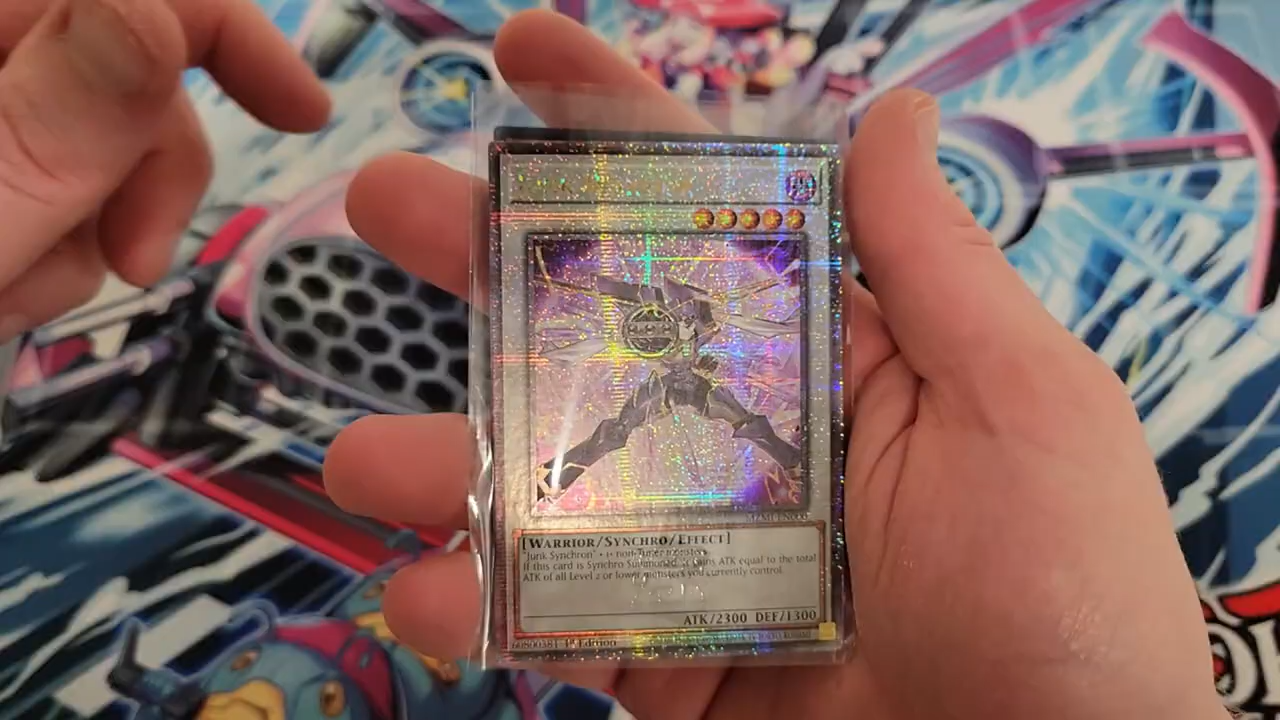 [WARRIOR/SYNCHRO/EFFECT]
"Junk Synchron" + 1+ non-Tuner monsters
If this card is Synchro Summoned: It gains ATK equal to the total
ATK of all Level 2 or lower monsters you currently control.
ATK/2300 DEF/1300
60800381 1st Edition